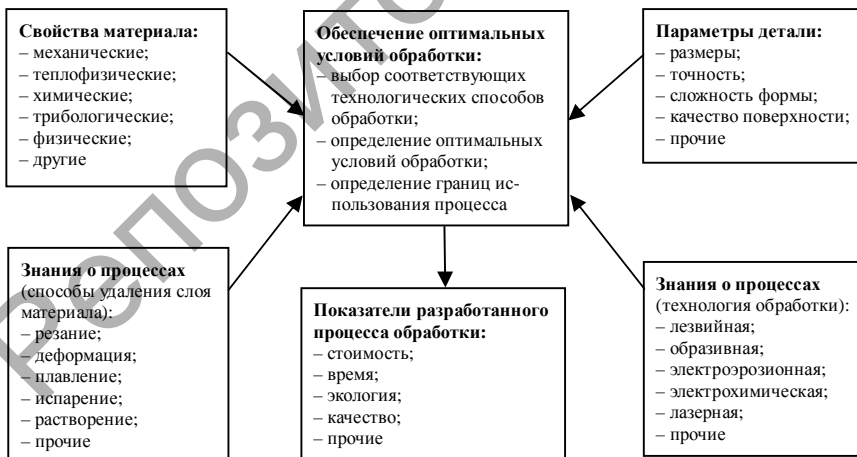 Свойства материала:
– механические;
– теплофизические;
– химические;
– трибологические;
– физические;
– другие
Обеспечение оптимальных
условий обработки:
– выбор соответствующих
технологических способов
обработки;
– определение оптимальных
условий обработки;
– определение границ ис-
пользования процесса
Параметры детали:
– размеры;
– точность;
– сложность формы;
– качество поверхности;
– прочие
Знания о процессах
(способы удаления слоя
материала):
– резание;
– деформация;
– плавление;
– испарение;
– растворение;
– прочие
Показатели разработанного
процесса обработки:
– стоимость;
– время;
– экология;
– качество;
– прочие
Знания о процессах
(технология обработки):
– лезвийная;
– образивная;
– электроэрозионная;
– электрохимическая;
– лазерная;
– прочие